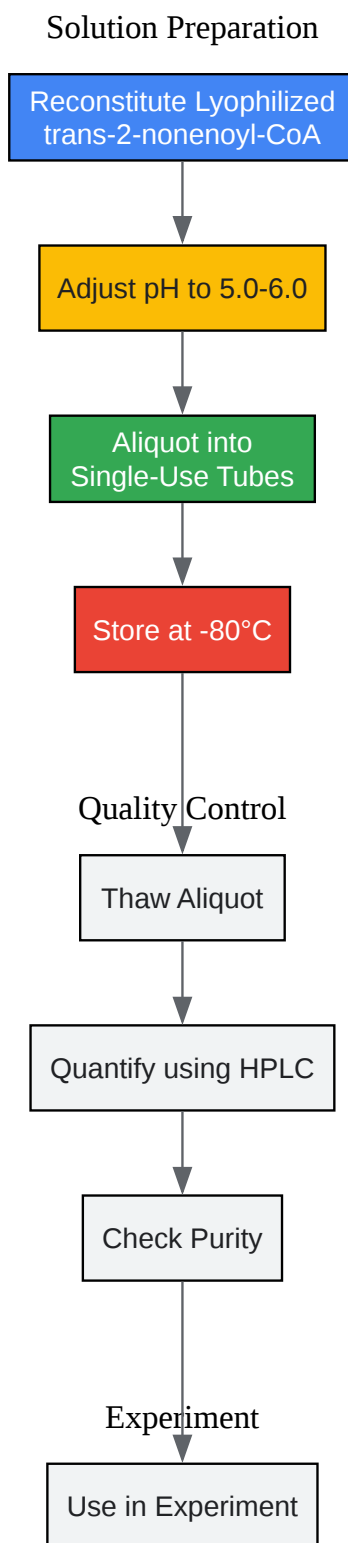 Solution Preparation
Reconstitute Lyophilized
trans-2-nonenoyl-CoA
Adjust pH to 5.0-6.0
Aliquot into
Single-Use Tubes
Store at -80°C
Quality Control
Thaw Aliquot
Quantify using HPLC
Check Purity
Experiment
Use in Experiment